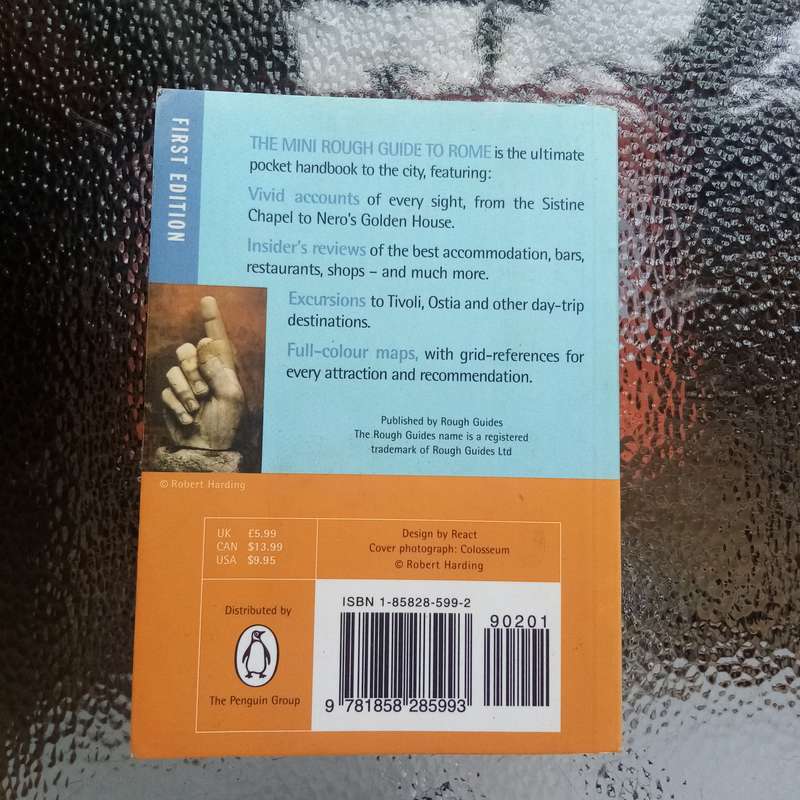 FIRST EDITION
THE MINI ROUGH GUIDE TO ROME is the ultimate
pocket handbook to the city, featuring:
Vivid accounts of every sight, from the Sistine
Chapel to Nero's Golden House.
Insider's reviews of the best accommodation, bars,
restaurants, shops – and much more.
Excursions to Tivoli, Ostia and other day-trip
destinations.
Full-colour maps, with grid-references for
every attraction and recommendation.
Published by Rough Guides
The Rough Guides name is a registered
trademark of Rough Guides Ltd
© Robert Harding
UK £5.99
CAN $13.99
USA $9.95
Design by React
Cover photograph: Colosseum
© Robert Harding
Distributed by
The Penguin Group
ISBN 1-85828-599-2
90201
9 781858 285993